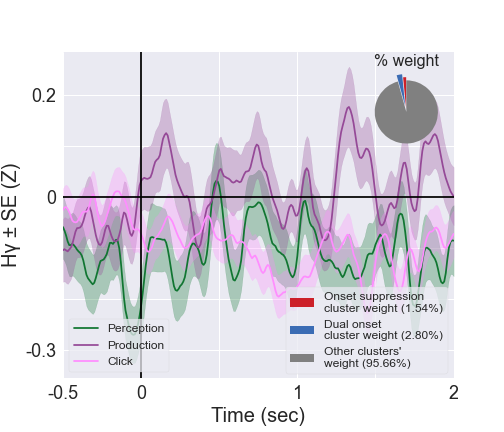 % weight
Hγ ± SE (Z)
0.2
0
-0.3
Perception
Production
Click
Onset suppression
cluster weight (1.54%)
Dual onset
cluster weight (2.80%)
Other clusters'
weight (95.66%)
-0.5 0 1 2
Time (sec)